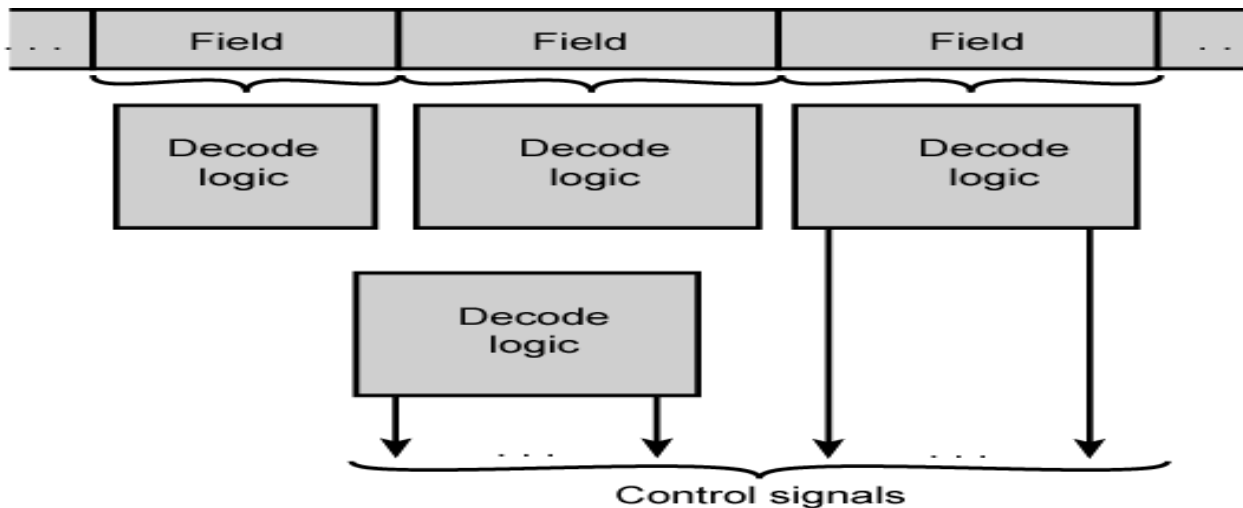 . . . Field Field Field . .
Decode Decode Decode
logic logic logic
Decode
logic
. . . . . .
Control signals